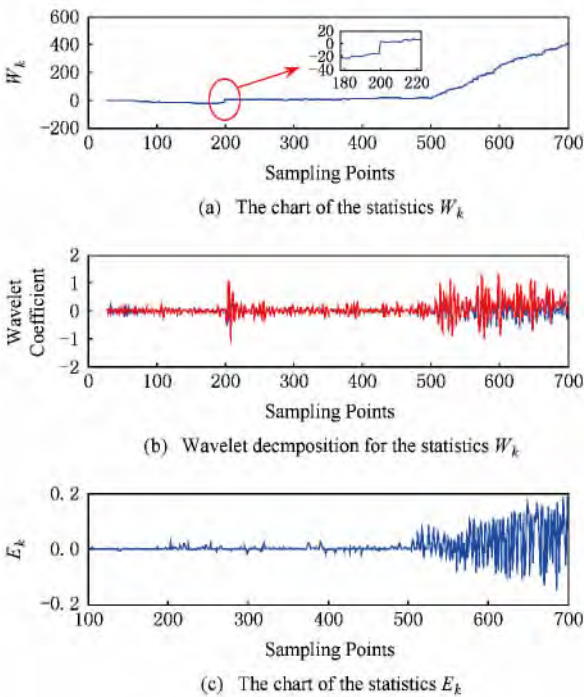 600
400
200
0
−200
W_k
20
0
−20
−40
180 200 220
0 100 200 300 400 500 600 700
Sampling Points
(a) The chart of the statistics W_k
2
1
0
−1
−2
Wavelet
Coefficient
0 100 200 300 400 500 600 700
Sampling Points
(b) Wavelet decmposition for the statistics W_k
0.2
0.0
−0.2
E_k
100 200 300 400 500 600 700
Sampling Points
(c) The chart of the statistics E_k